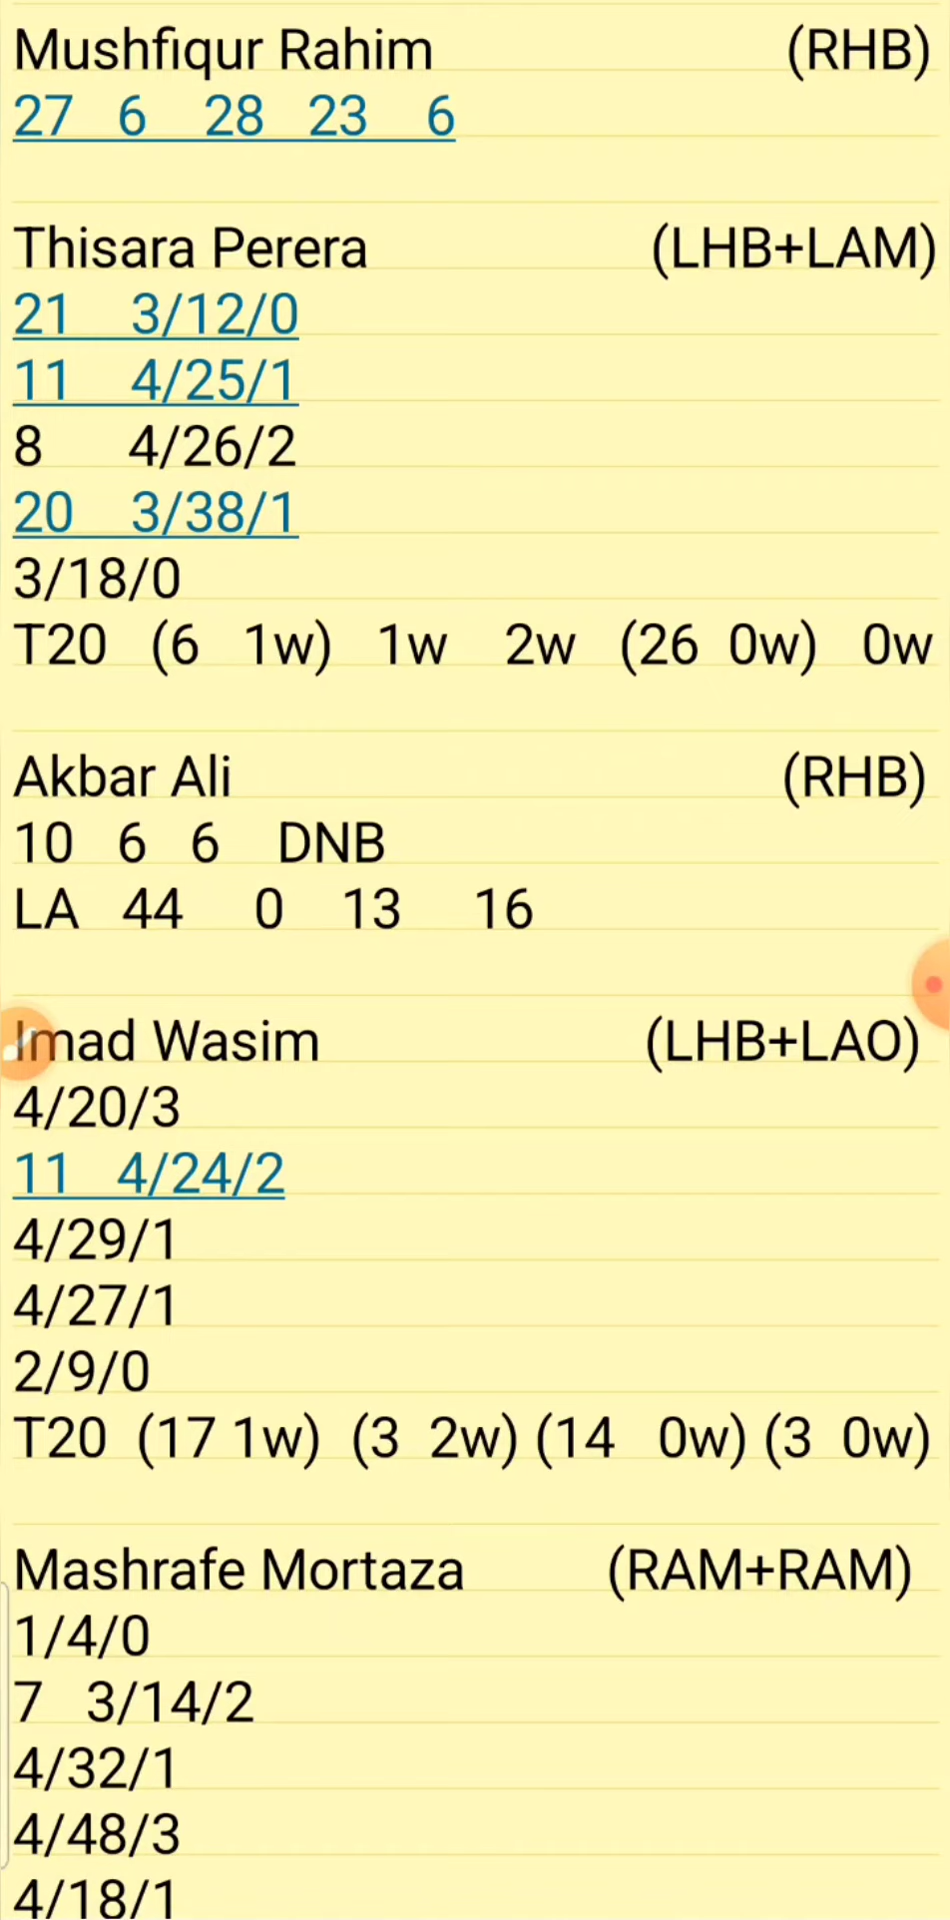 Mushfiqur Rahim (RHB)
27 6 28 23 6
Thisara Perera (LHB+LAM)
21 3/12/0
11 4/25/1
8 4/26/2
20 3/38/1
3/18/0
T20 (6 1w) 1w 2w (26 0w) 0w
Akbar Ali (RHB)
10 6 6 DNB
LA 44 0 13 16
Imad Wasim (LHB+LAO)
4/20/3
11 4/24/2
4/29/1
4/27/1
2/9/0
T20 (17 1w) (3 2w) (14 0w) (3 0w)
Mashrafe Mortaza (RAM+RAM)
1/4/0
7 3/14/2
4/32/1
4/48/3
4/18/1